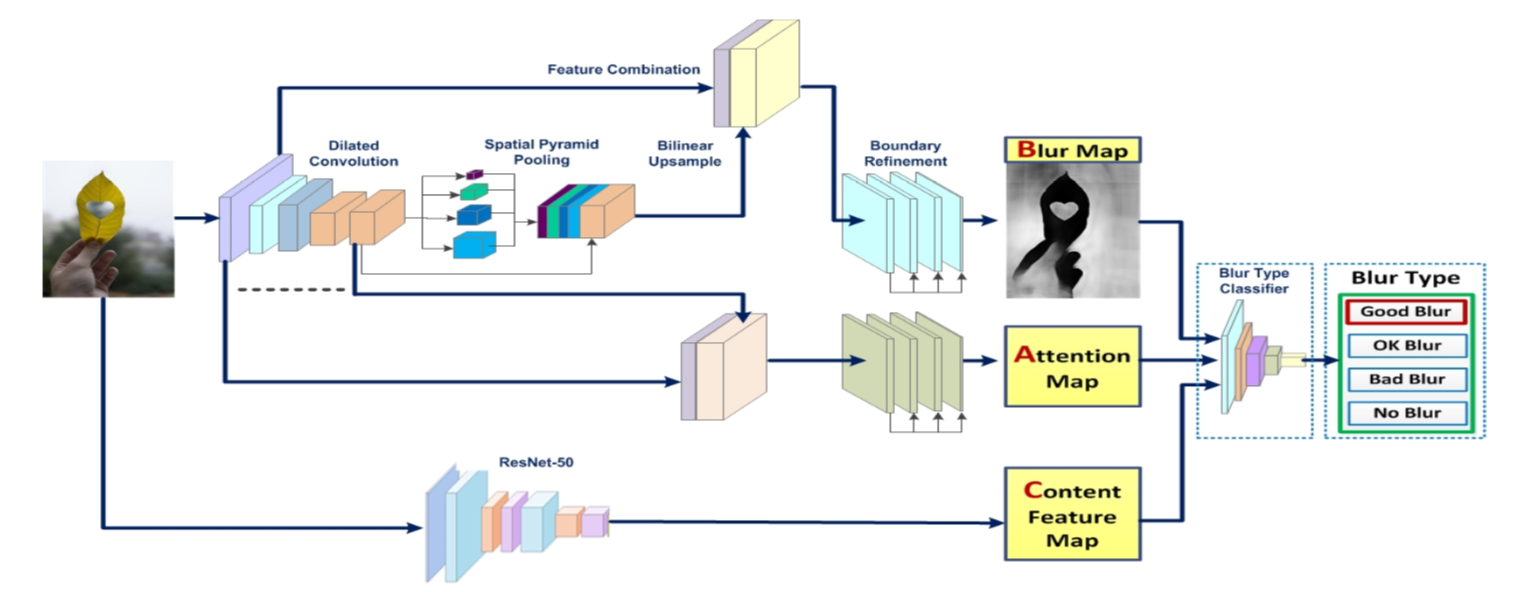 Feature Combination
Dilated
Convolution
Spatial Pyramid
Pooling
Bilinear
Upsample
Boundary
Refinement
Blur Map
Attention
Map
ResNet-50
Content
Feature
Map
Blur Type
Classifier
Blur Type
Good Blur
OK Blur
Bad Blur
No Blur